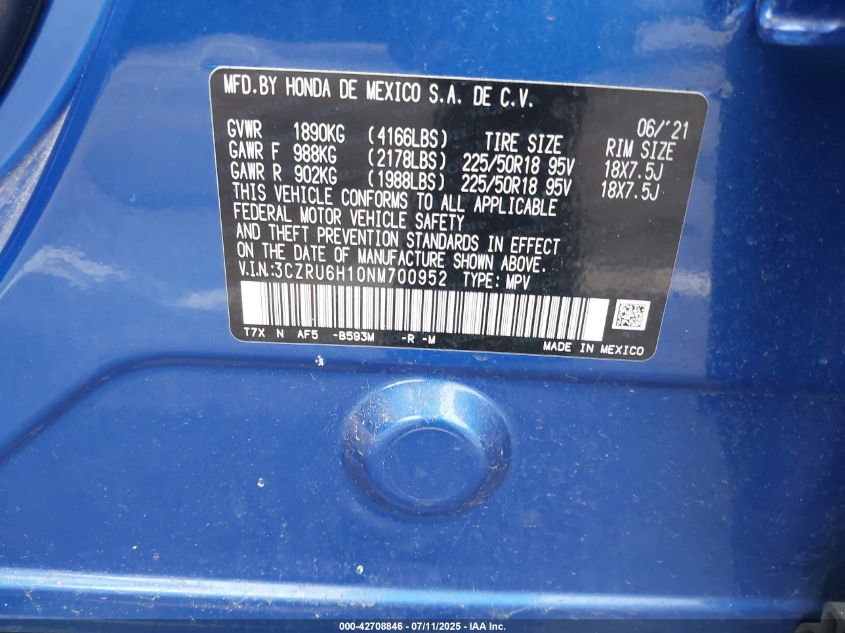 MFD.BY HONDA DE MEXICO S.A. DE C.V.
06/'21
GVWR 1890KG (4166LBS) TIRE SIZE RIM SIZE
GAWR F 988KG (2178LBS) 225/50R18 95V 18X7.5J
GAWR R 902KG (1988LBS) 225/50R18 95V 18X7.5J
THIS VEHICLE CONFORMS TO ALL APPLICABLE
FEDERAL MOTOR VEHICLE SAFETY
AND THEFT PREVENTION STANDARDS IN EFFECT
ON THE DATE OF MANUFACTURE SHOWN ABOVE.
V.I.N:3CZRU6H10NM700952 TYPE: MPV
T7X N AF5 -B593M -R -M
MADE IN MEXICO
000-42708846 - 07/11/2025 - IAA Inc.